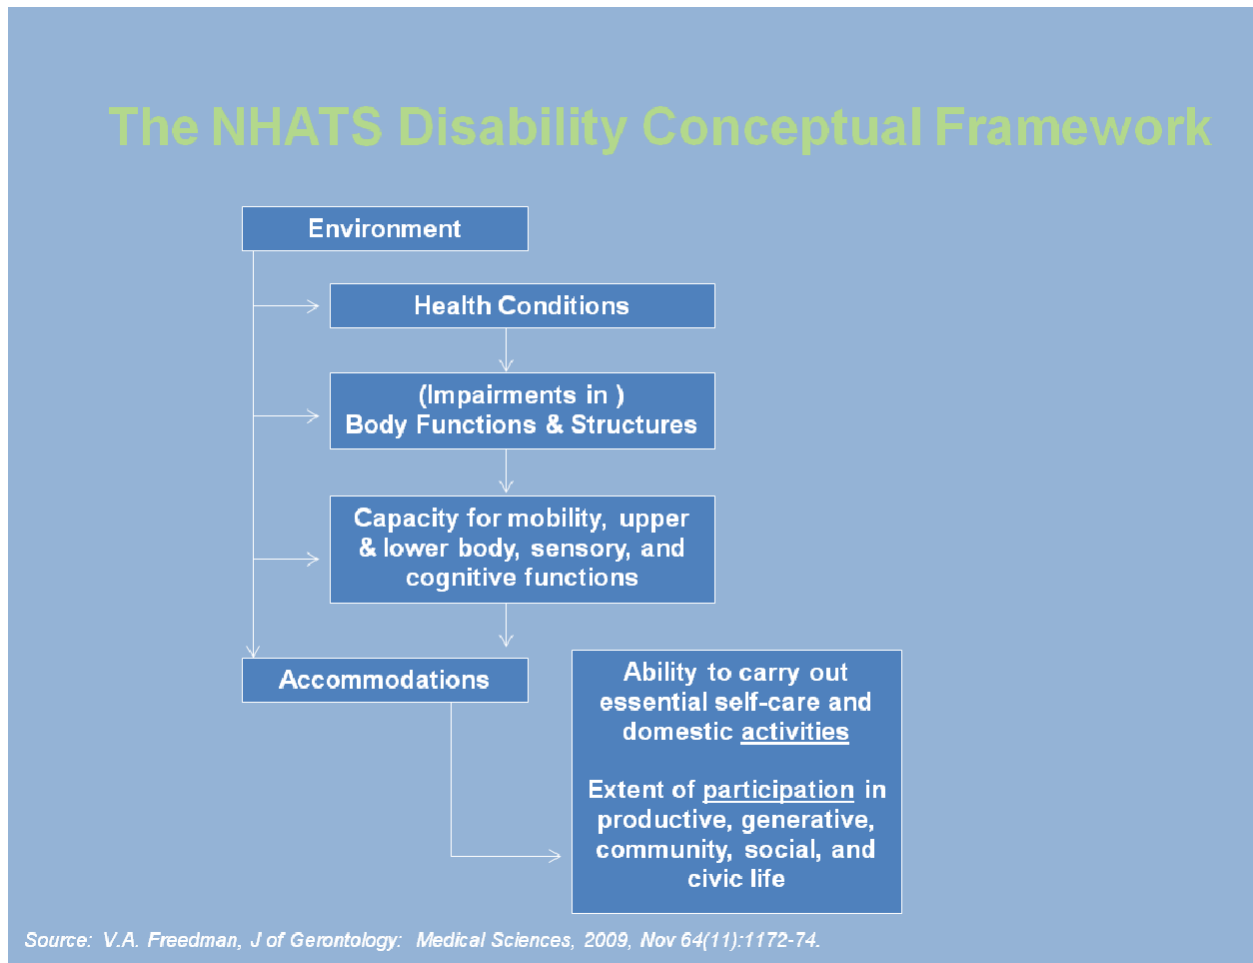 The NHATS Disability Conceptual Framework
Environment
Health Conditions
(Impairments in )
Body Functions & Structures
Capacity for mobility, upper
& lower body, sensory, and
cognitive functions
Accommodations
Ability to carry out
essential self-care and
domestic activities
Extent of participation in
productive, generative,
community, social, and
civic life
Source: V.A. Freedman, J of Gerontology: Medical Sciences, 2009, Nov 64(11):1172-74.